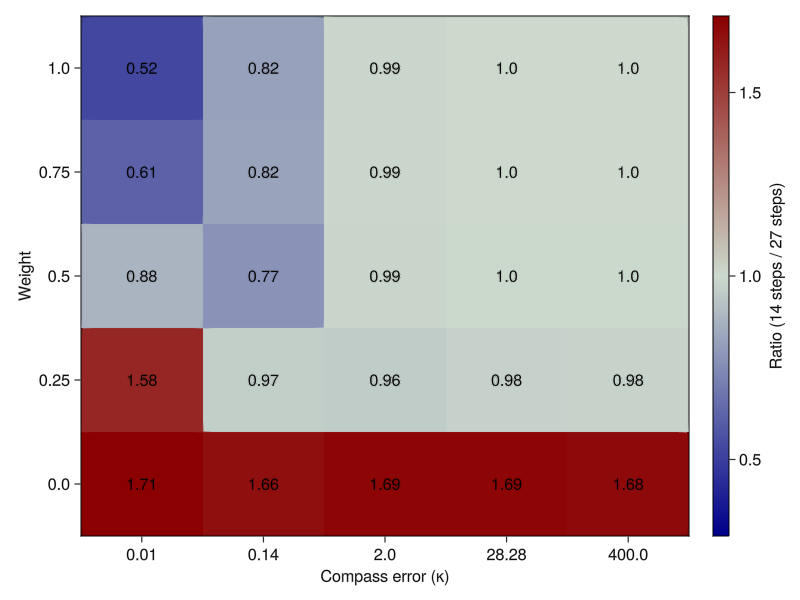 1.0 0.52 0.82 0.99 1.0 1.0
0.75 0.61 0.82 0.99 1.0 1.0
0.5 0.88 0.77 0.99 1.0 1.0
0.25 1.58 0.97 0.96 0.98 0.98
0.0 1.71 1.66 1.69 1.69 1.68
0.01 0.14 2.0 28.28 400.0
Compass error (κ)
Weight
1.5
1.0
0.5
Ratio (14 steps / 27 steps)